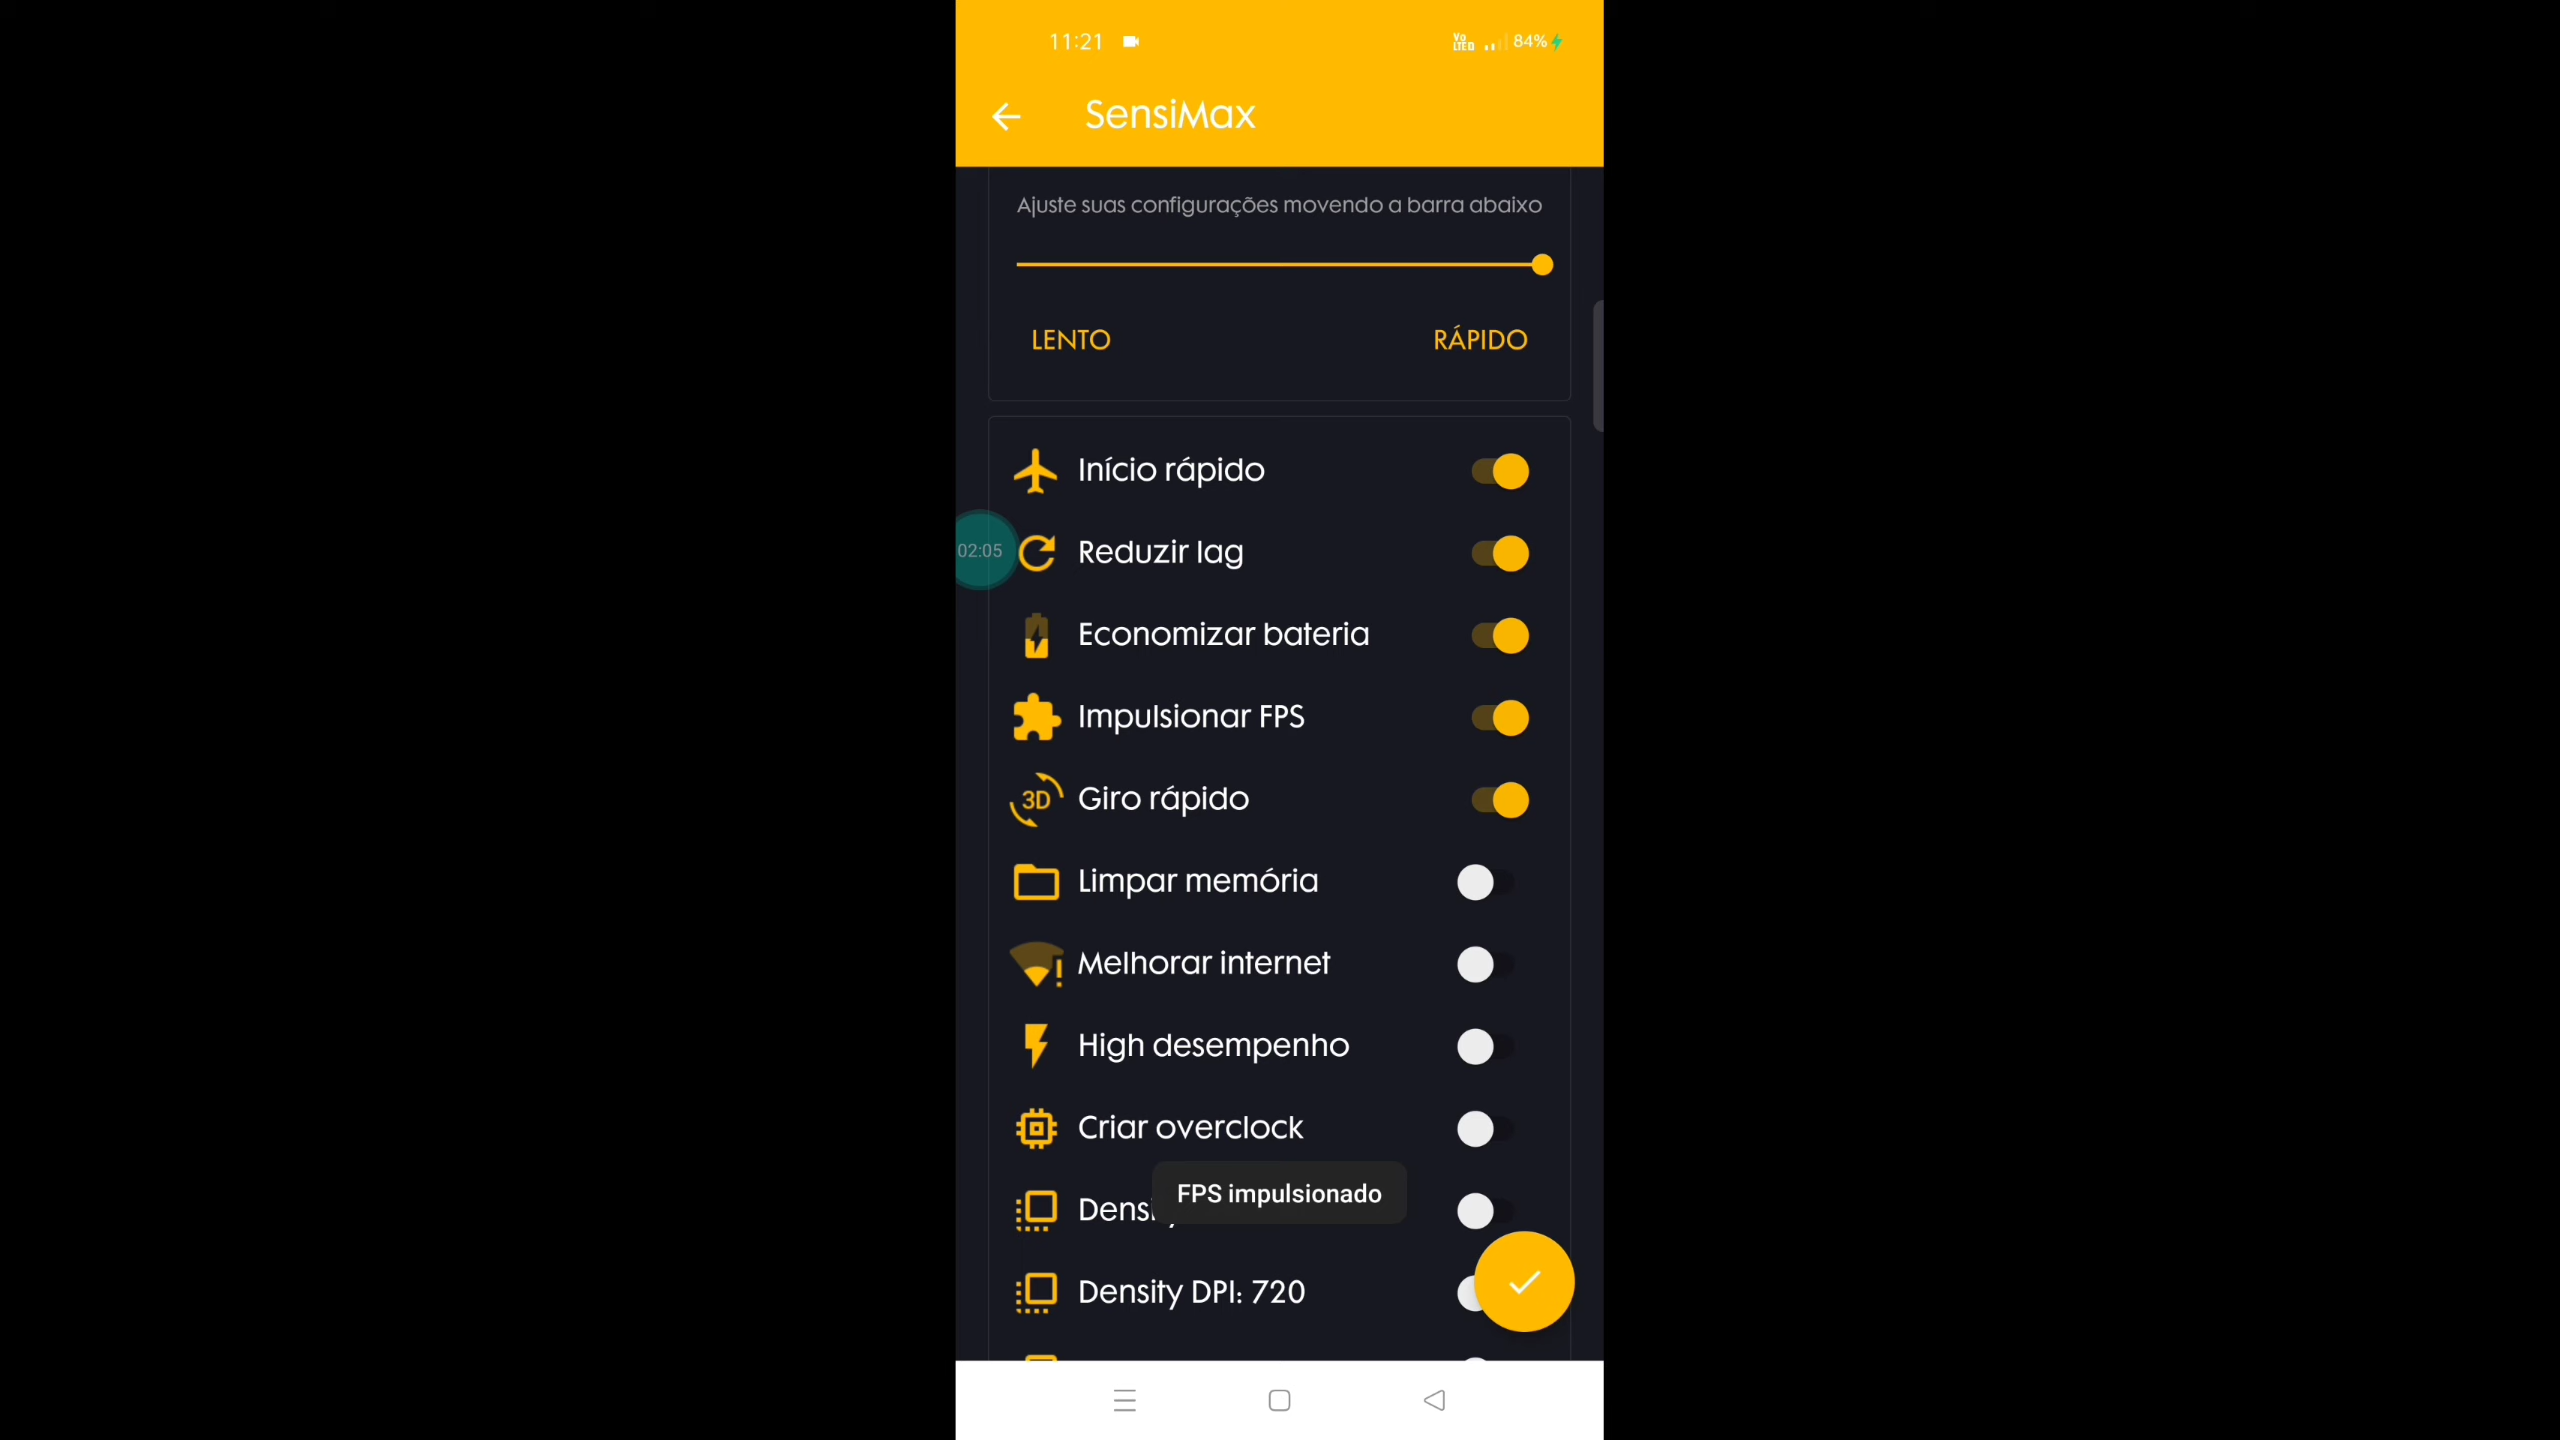 11:21
Vo LTED 84%
SensiMax
Ajuste suas configurações movendo a barra abaixo
LENTO RÁPIDO
Início rápido
02:05
Reduzir lag
Economizar bateria
Impulsionar FPS
3D Giro rápido
Limpar memória
Melhorar internet
High desempenho
Criar overclock
FPS impulsionado
Density DPI: 720